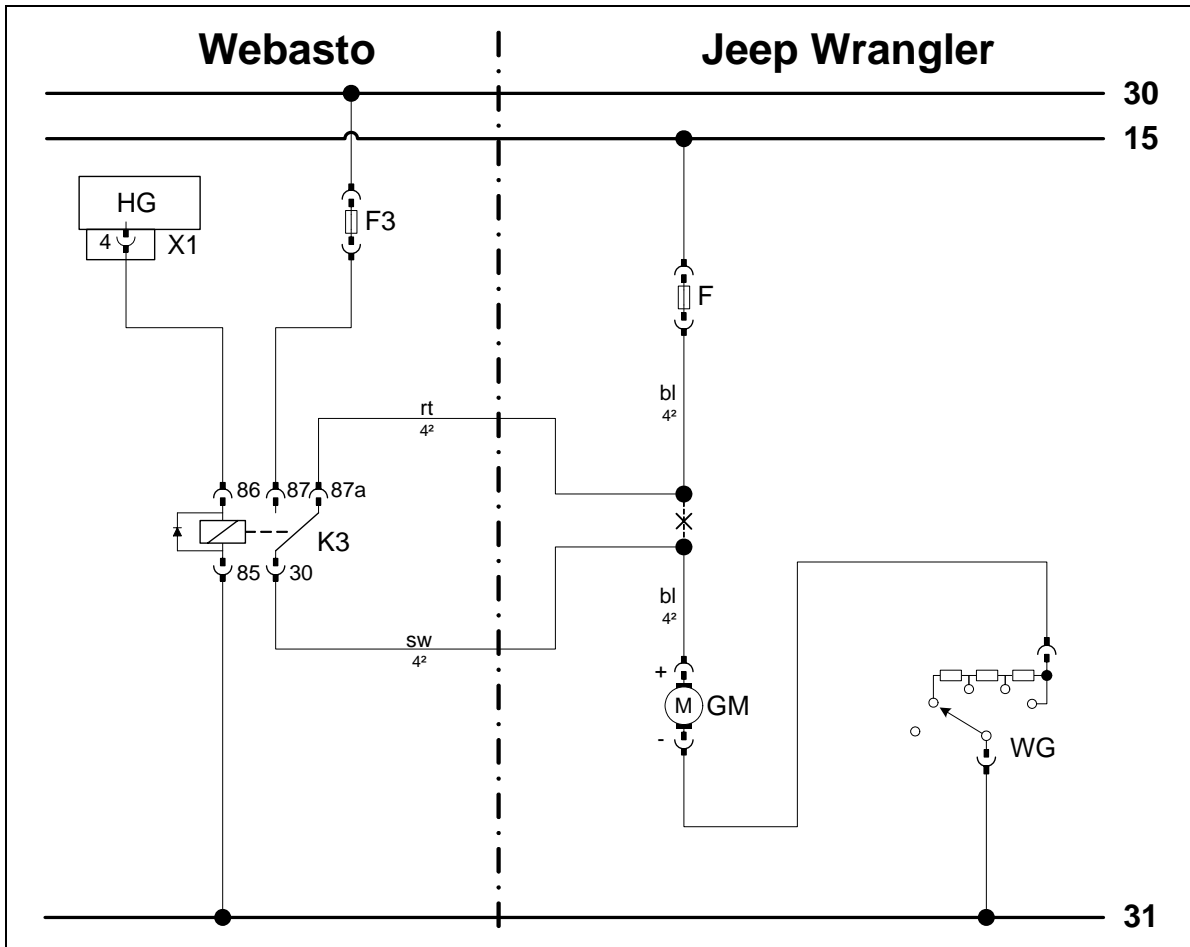 Webasto
Jeep Wrangler
30
15
HG
4
X1
F3
F
bl
4²
rt
4²
86
87
87a
K3
85
30
bl
4²
sw
4²
+
M
GM
-
WG
31